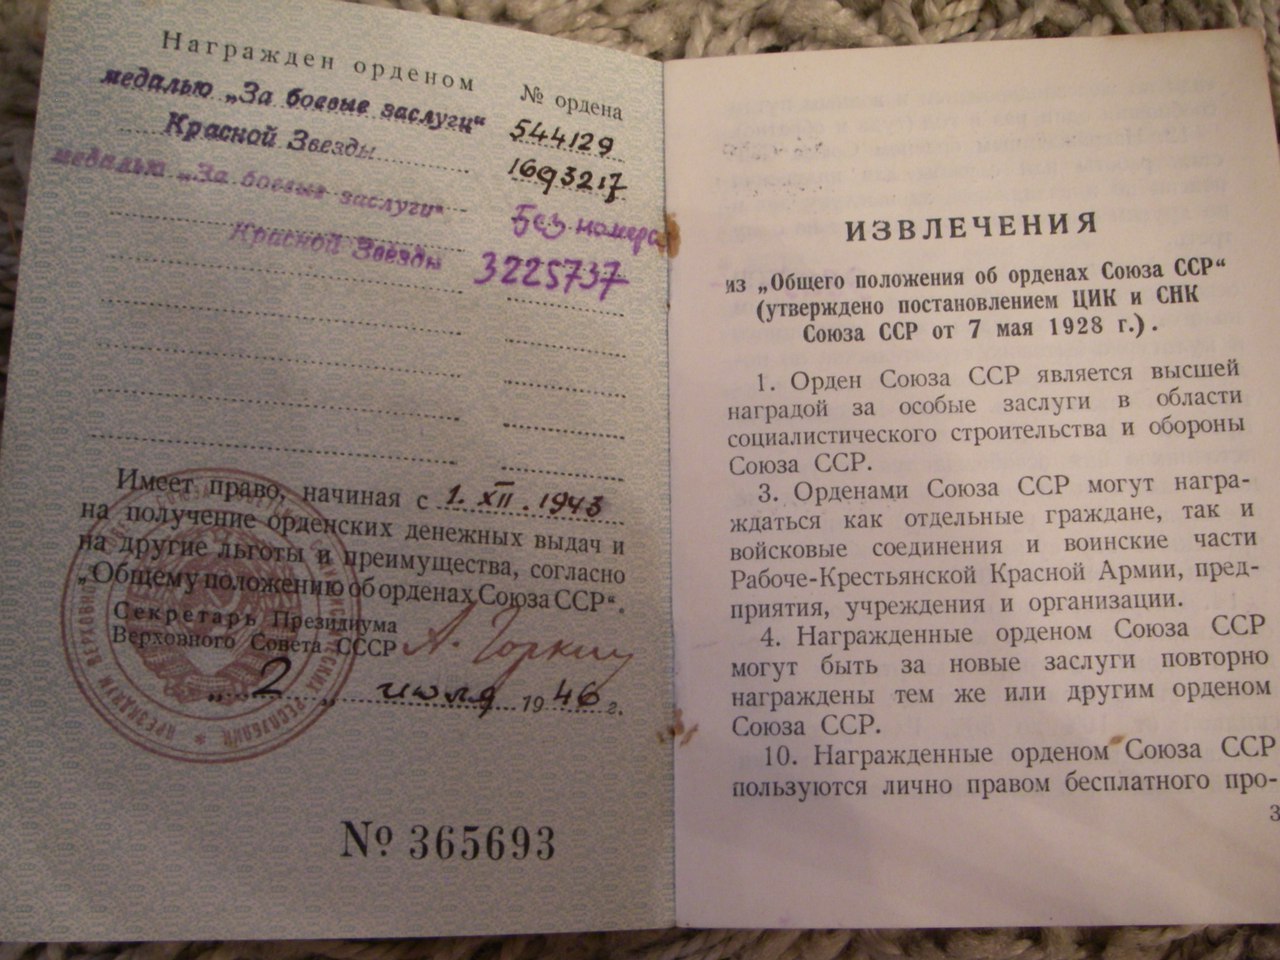 Награжден орденом
№ ордена
медалью „За боевые заслуги“
544129
Красной Звезды
1693217
медалью „За боевые заслуги“
Без номера
Красной Звезды
3225737
Имеет право, начиная с 1. XII. 1943
на получение орденских денежных выдач и
на другие льготы и преимущества, согласно
„Общему положению об орденах Союза ССР“.
Секретарь Президиума
Верховного Совета СССР А. Горкин
„ 2 „ июля 1946 г.
№ 365693
ИЗВЛЕЧЕНИЯ
из „Общего положения об орденах Союза ССР“
(утверждено постановлением ЦИК и СНК
Союза ССР от 7 мая 1928 г.).
1. Орден Союза ССР является высшей
наградой за особые заслуги в области
социалистического строительства и обороны
Союза ССР.
3. Орденами Союза ССР могут награ-
ждаться как отдельные граждане, так и
войсковые соединения и воинские части
Рабоче-Крестьянской Красной Армии, пред-
приятия, учреждения и организации.
4. Награжденные орденом Союза ССР
могут быть за новые заслуги повторно
награждены тем же или другим орденом
Союза ССР.
10. Награжденные орденом Союза ССР
пользуются лично правом бесплатного про-
3